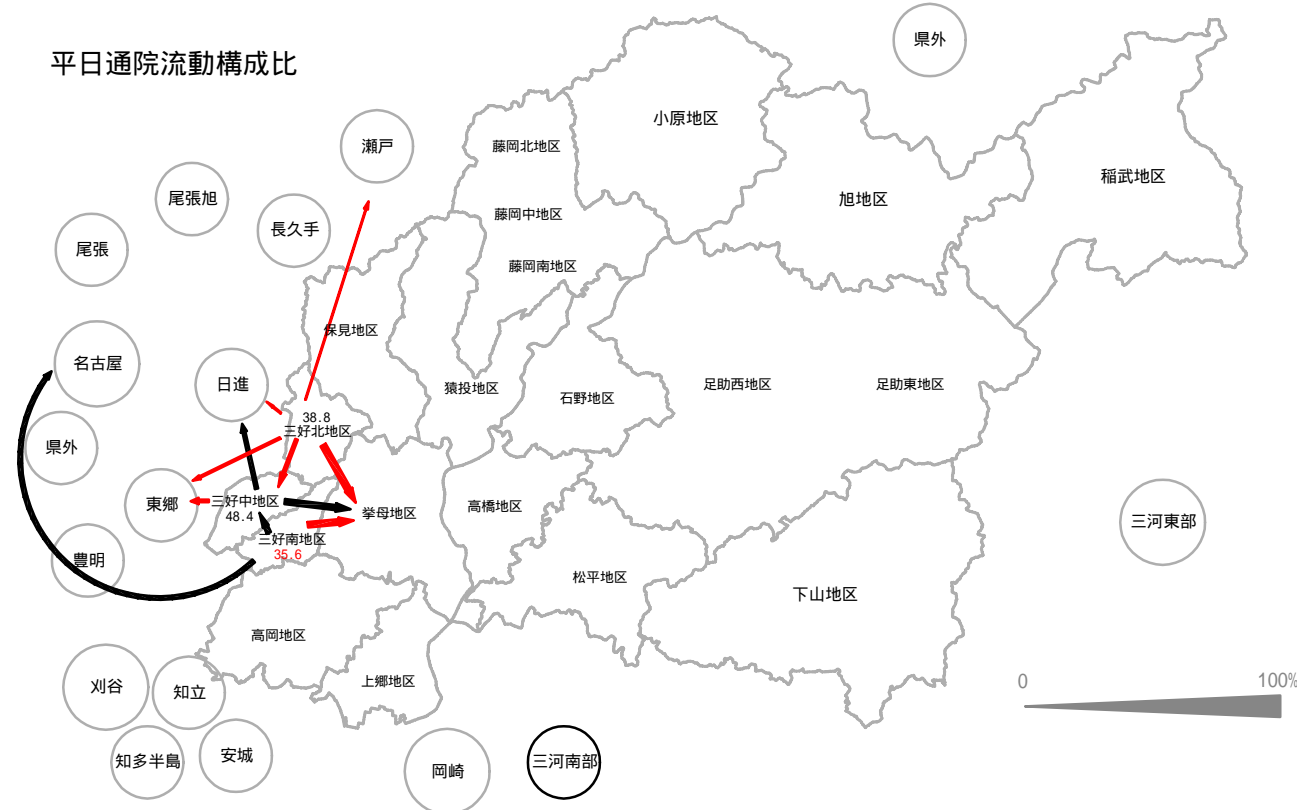 平日通院流動構成比
県外
小原地区
瀬戸
藤岡北地区
稲武地区
尾張旭
旭地区
藤岡中地区
長久手
尾張
藤岡南地区
保見地区
名古屋
日進
猿投地区
石野地区
足助西地区
足助東地区
38.8
三好北地区
県外
東郷
三好中地区
48.4
挙母地区
高橋地区
三河東部
三好南地区
35.6
豊明
松平地区
下山地区
高岡地区
上郷地区
0
100%
刈谷
知立
知多半島
安城
岡崎
三河南部